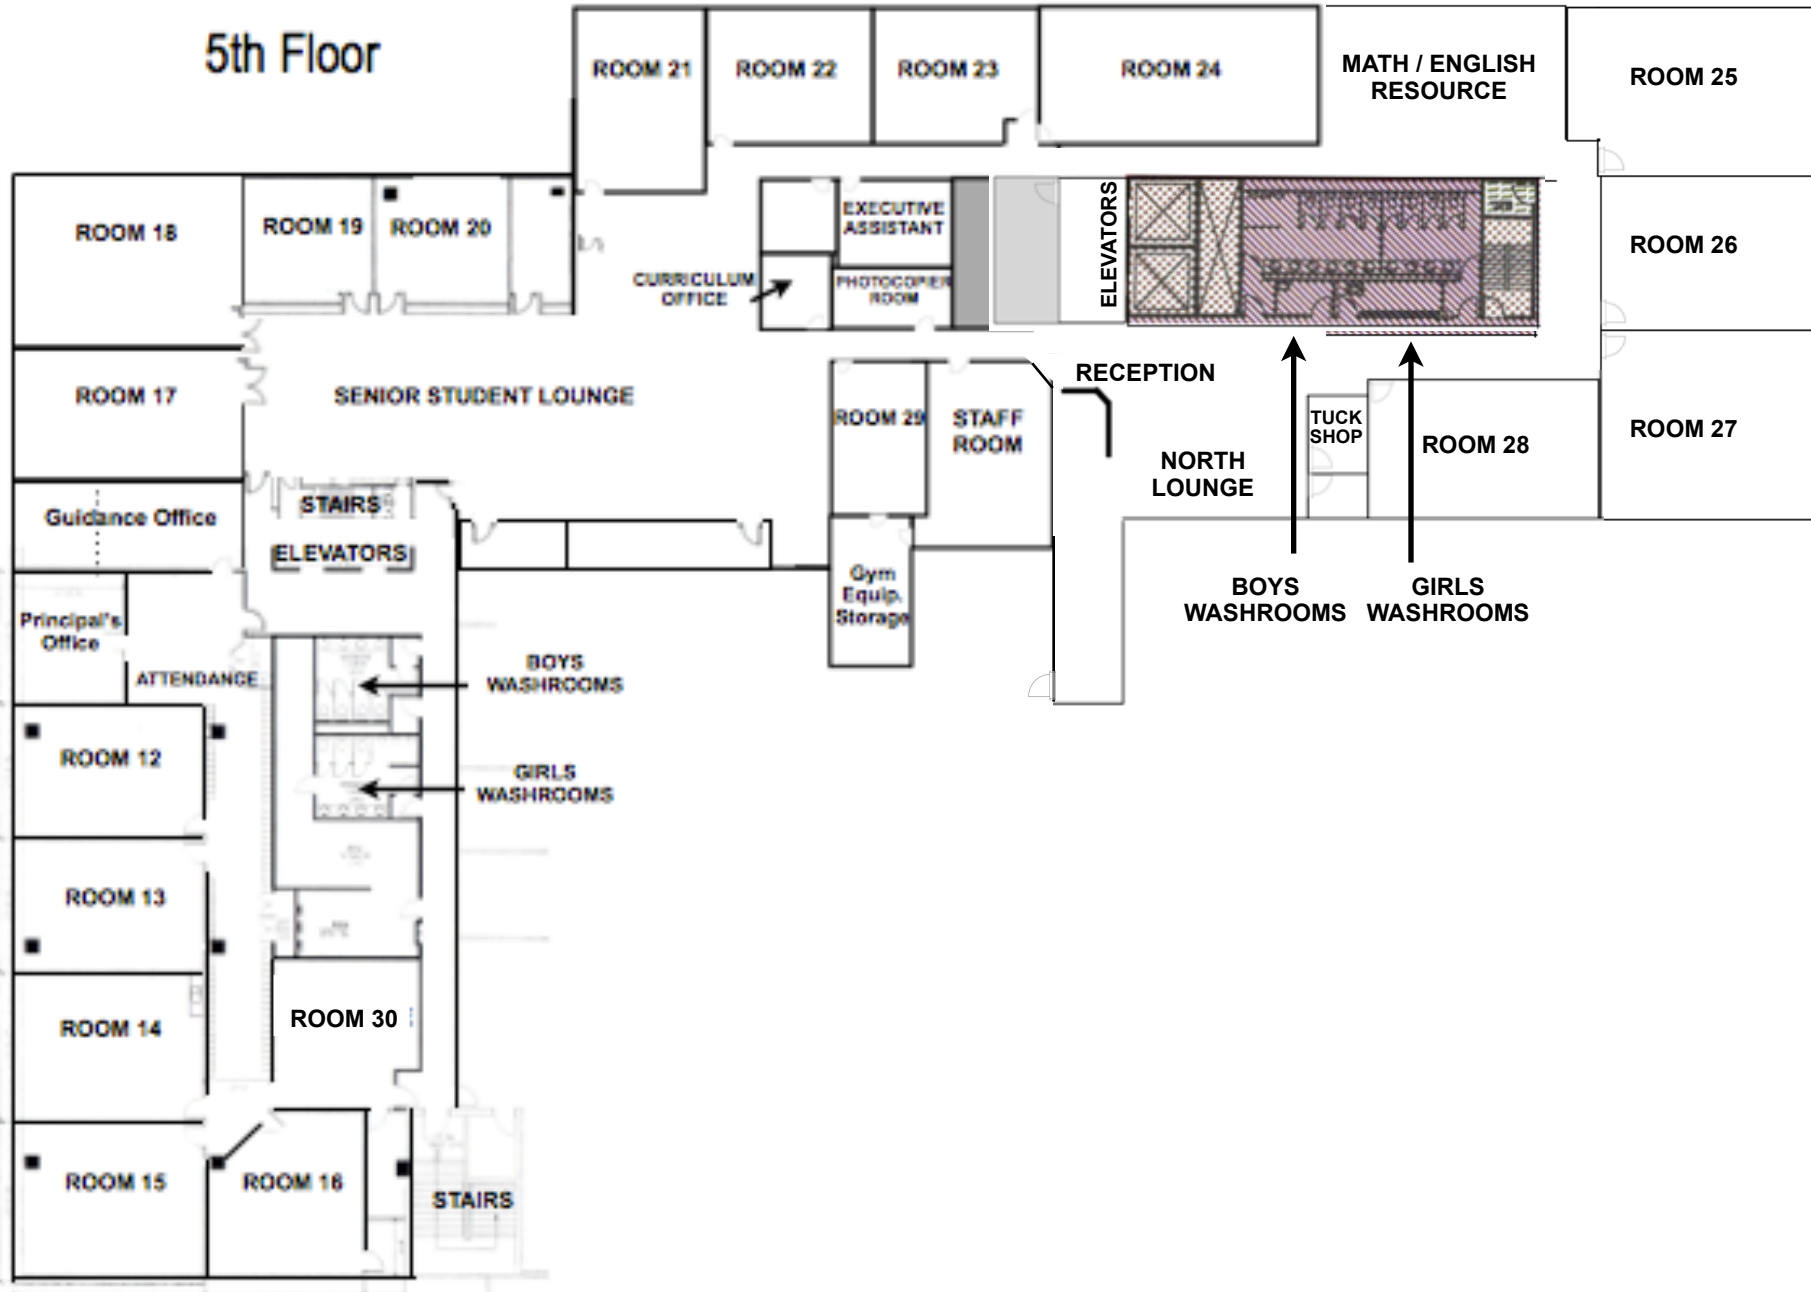 5th Floor
ROOM 21
ROOM 22
ROOM 23
ROOM 24
MATH / ENGLISH
RESOURCE
ROOM 25
ROOM 18
ROOM 19
ROOM 20
EXECUTIVE
ASSISTANT
CURRICULUM
OFFICE
PHOTOCOPIER
ROOM
ELEVATORS
ROOM 26
ROOM 17
SENIOR STUDENT LOUNGE
ROOM 29
STAFF
ROOM
RECEPTION
NORTH
LOUNGE
TUCK
SHOP
ROOM 28
ROOM 27
Guidance Office
STAIRS
ELEVATORS
Gym
Equip.
Storage
BOYS
WASHROOMS
GIRLS
WASHROOMS
Principal's
Office
ATTENDANCE
BOYS
WASHROOMS
GIRLS
WASHROOMS
ROOM 12
ROOM 13
ROOM 14
ROOM 30
ROOM 15
ROOM 16
STAIRS